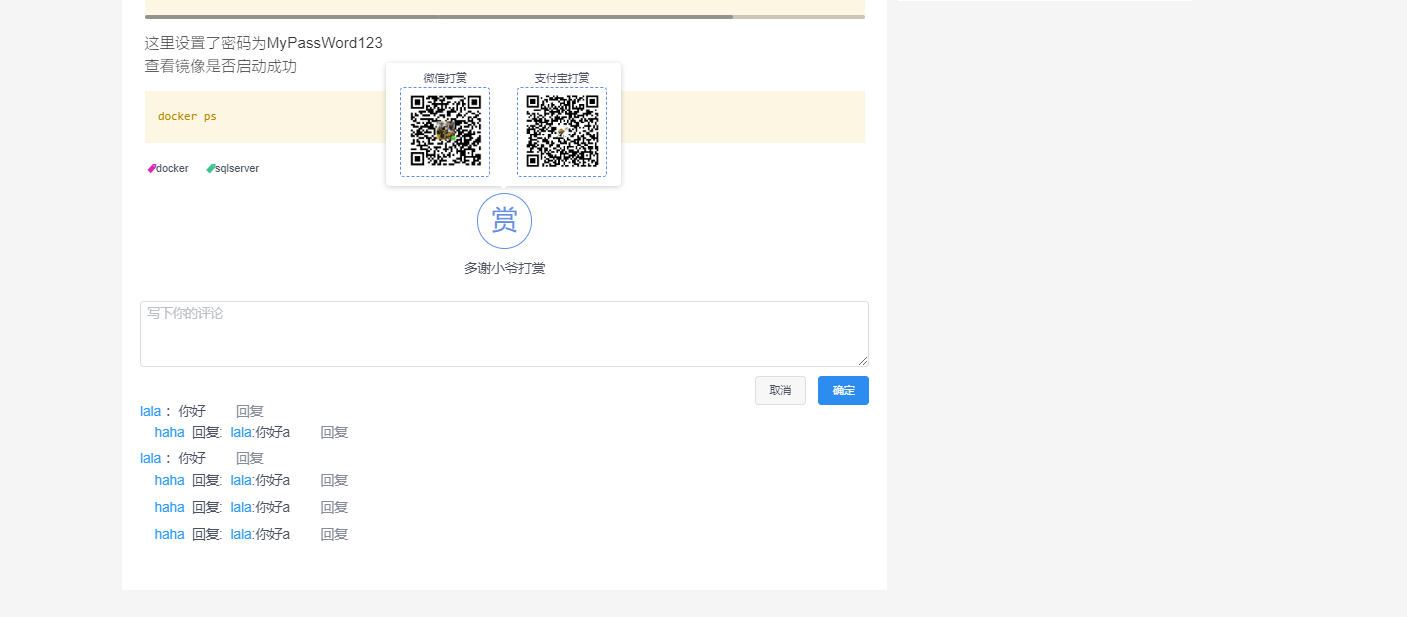 这里设置了密码为MyPassWord123
查看镜像是否启动成功
微信打赏 支付宝打赏
docker ps
docker sqlserver
赏
多谢小爷打赏
写下你的评论
取消 确定
lala： 你好 回复
haha 回复: lala:你好a 回复
lala： 你好 回复
haha 回复: lala:你好a 回复
haha 回复: lala:你好a 回复
haha 回复: lala:你好a 回复